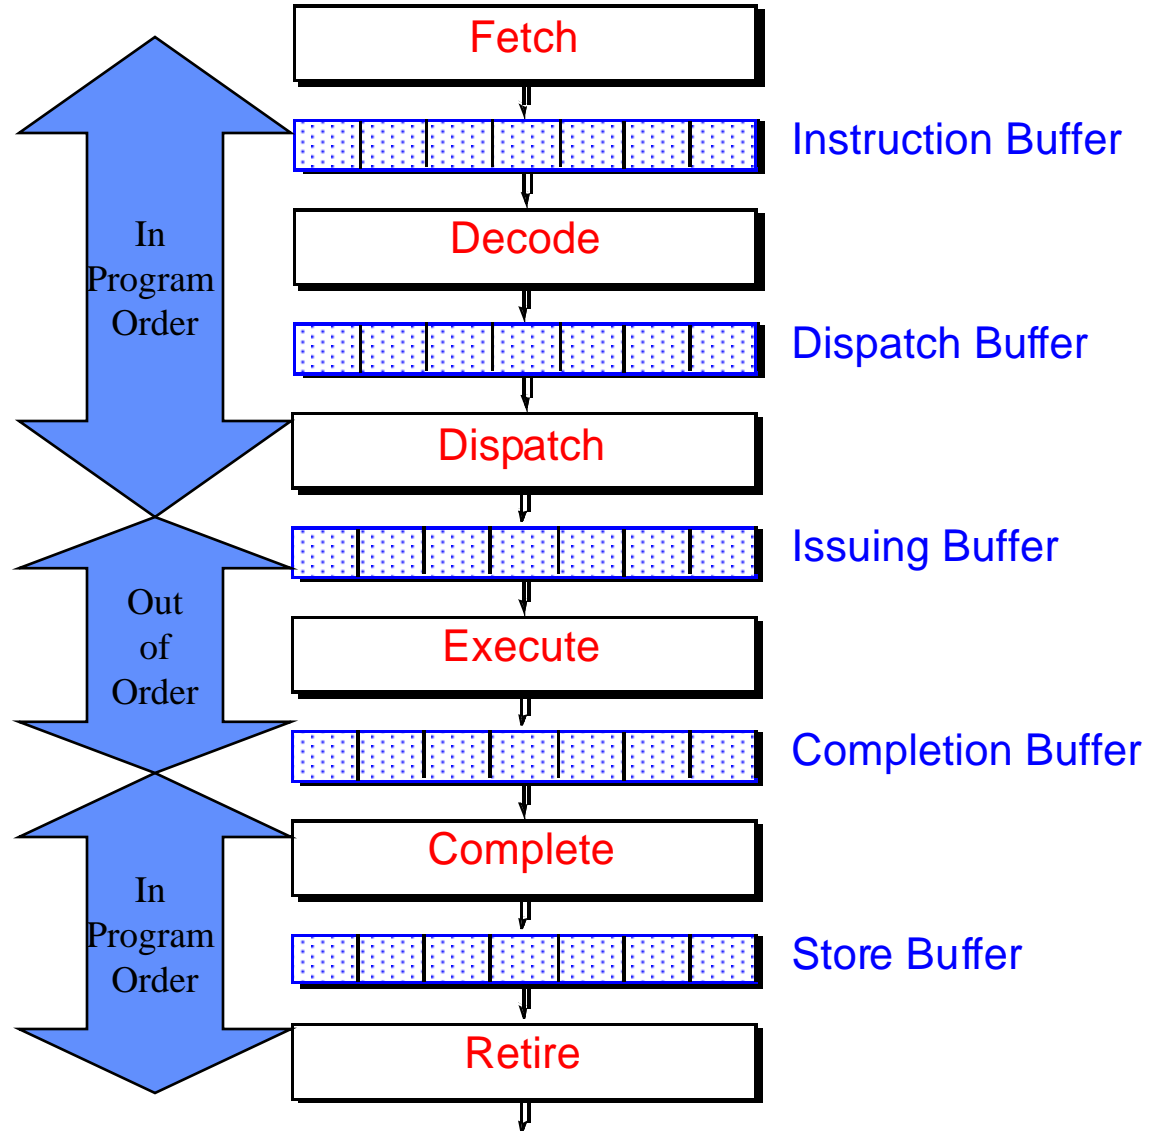 Fetch
Instruction Buffer
In
Program
Order
Decode
Dispatch Buffer
Dispatch
Issuing Buffer
Out
of
Order
Execute
Completion Buffer
Complete
In
Program
Order
Store Buffer
Retire